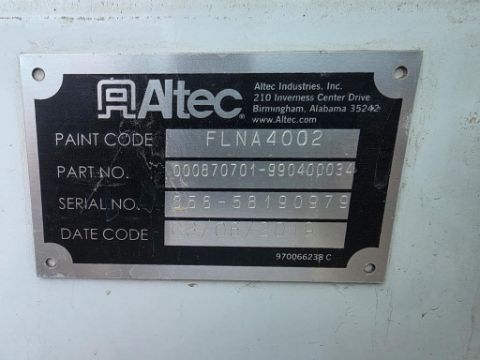 Altec
Altec Industries, Inc.
210 Inverness Center Drive
Birmingham, Alabama 35242
www.Altec.com
PAINT CODE FLNA4002
PART NO. 000870701-990400034
SERIAL NO.
DATE CODE
970066238 C